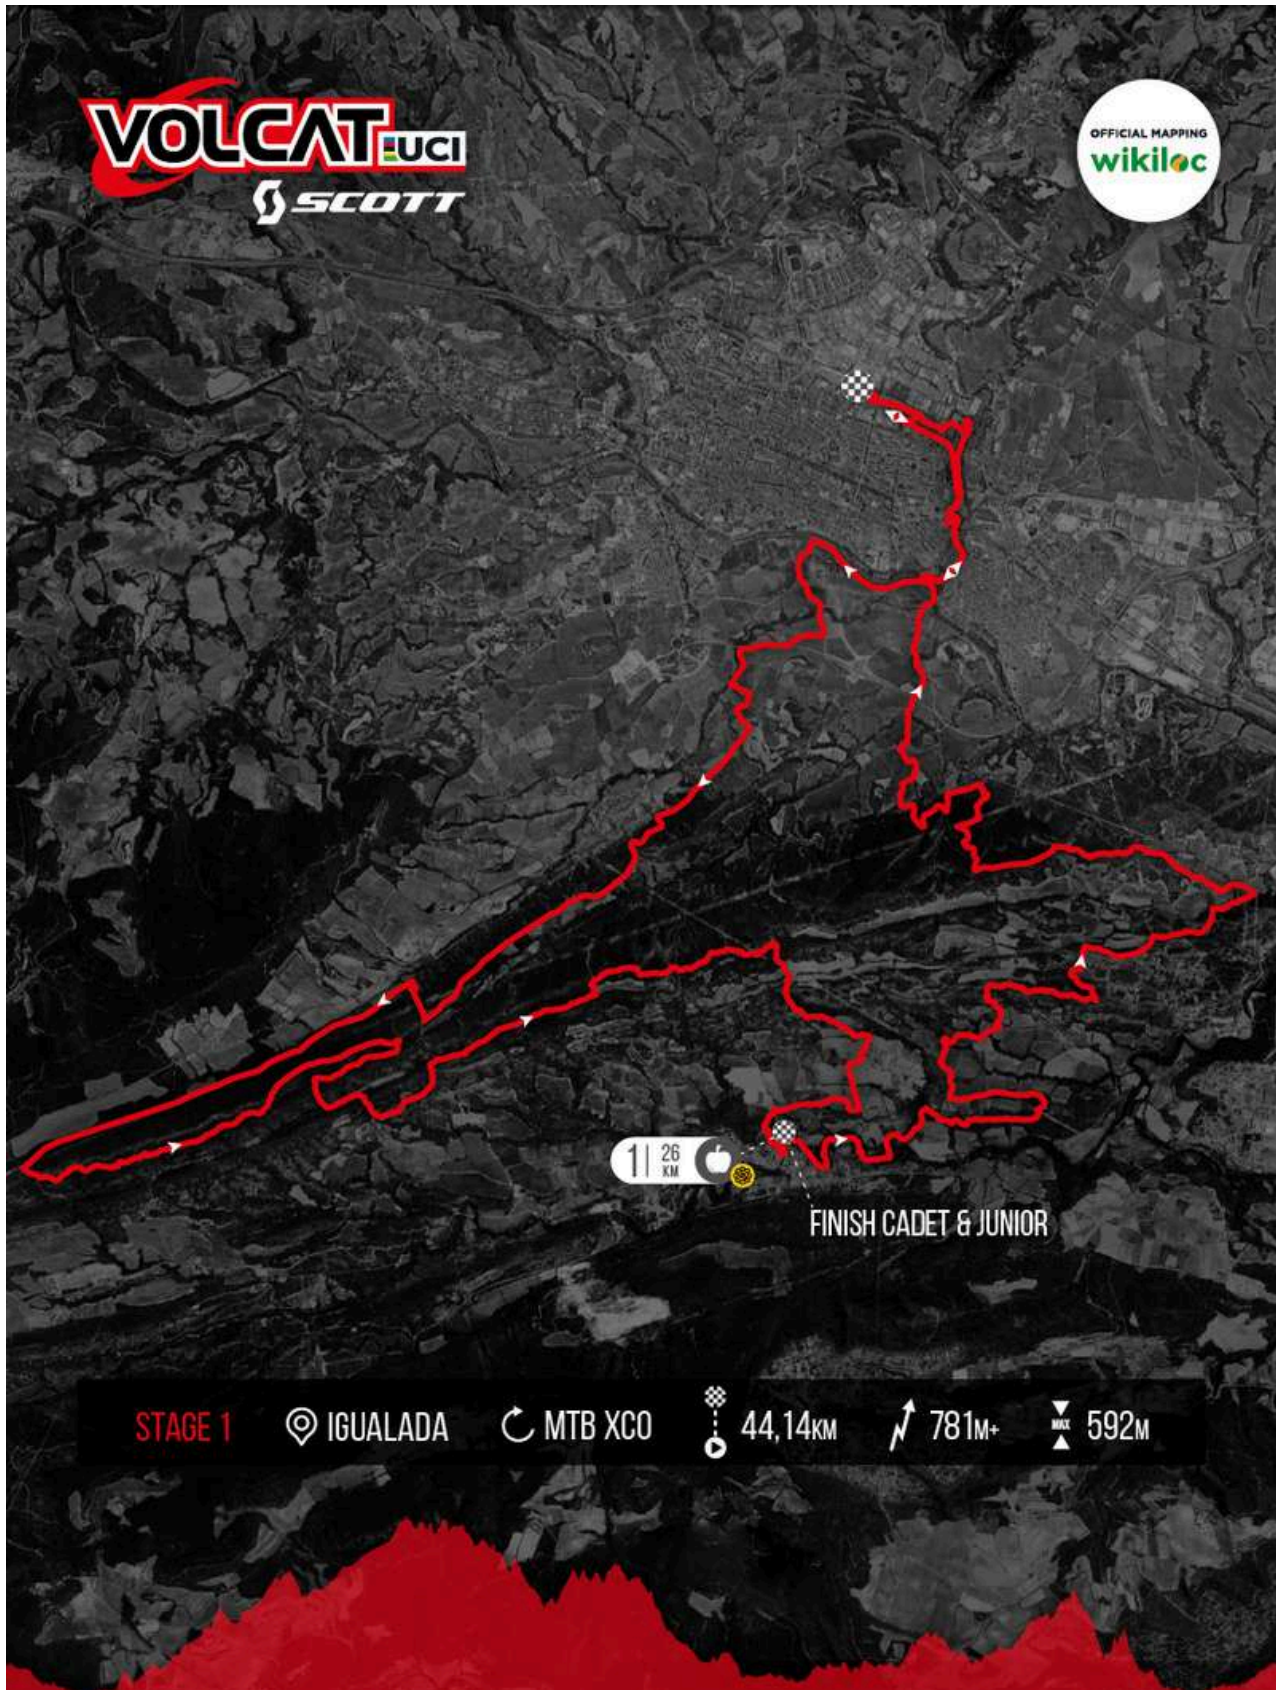 VOLCAT UCI
SCOTT
OFFICIAL MAPPING
wikiloc
1| 26 KM
FINISH CADET & JUNIOR
STAGE 1 IGUALADA MTB XCO 44,14KM 781M+ MAX 592M